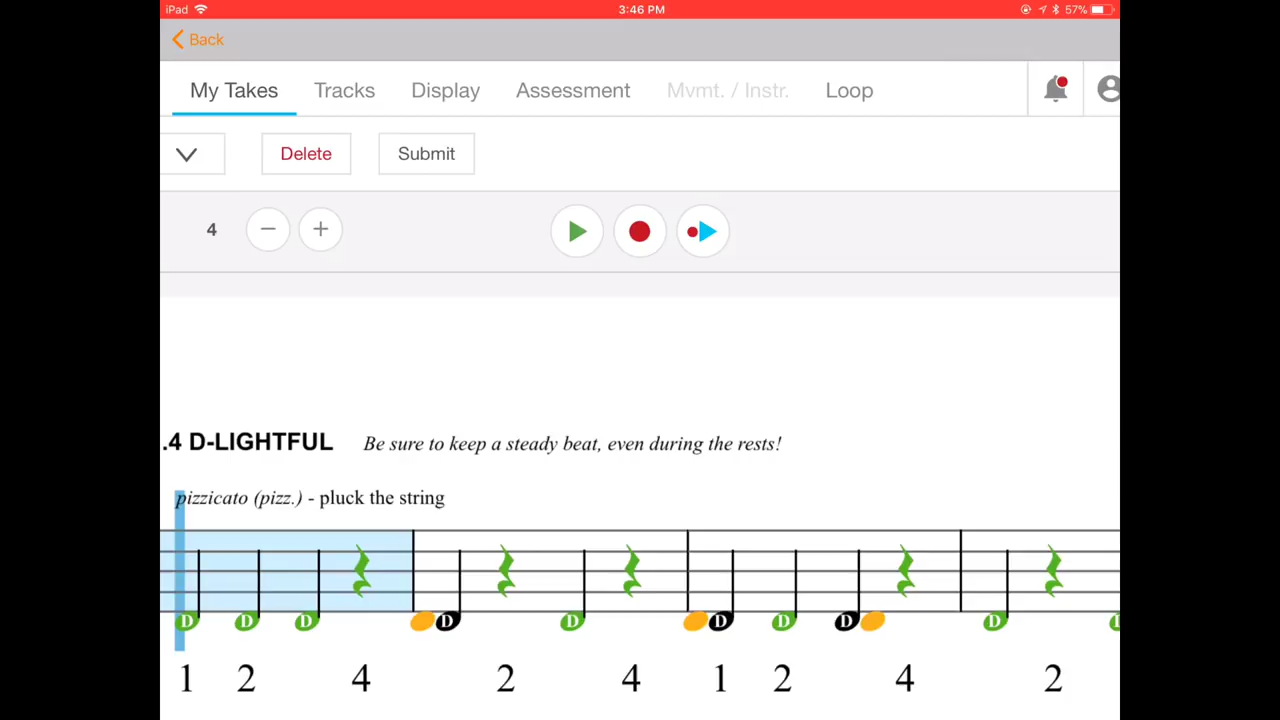 iPad 3:46 PM 57%
Back
My Takes Tracks Display Assessment Mvmt. / Instr. Loop
Delete Submit
4 − +
.4 D-LIGHTFUL Be sure to keep a steady beat, even during the rests!
pizzicato (pizz.) - pluck the string
D D D D D D D D D
1 2 4 2 4 1 2 4 2